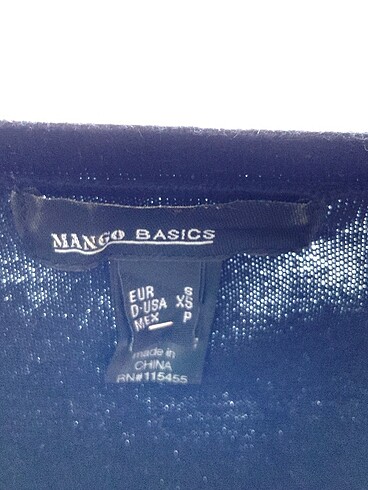 MANGO BASICS
EUR S
D-USA XS
MEX P
made in
CHINA
RN#115455